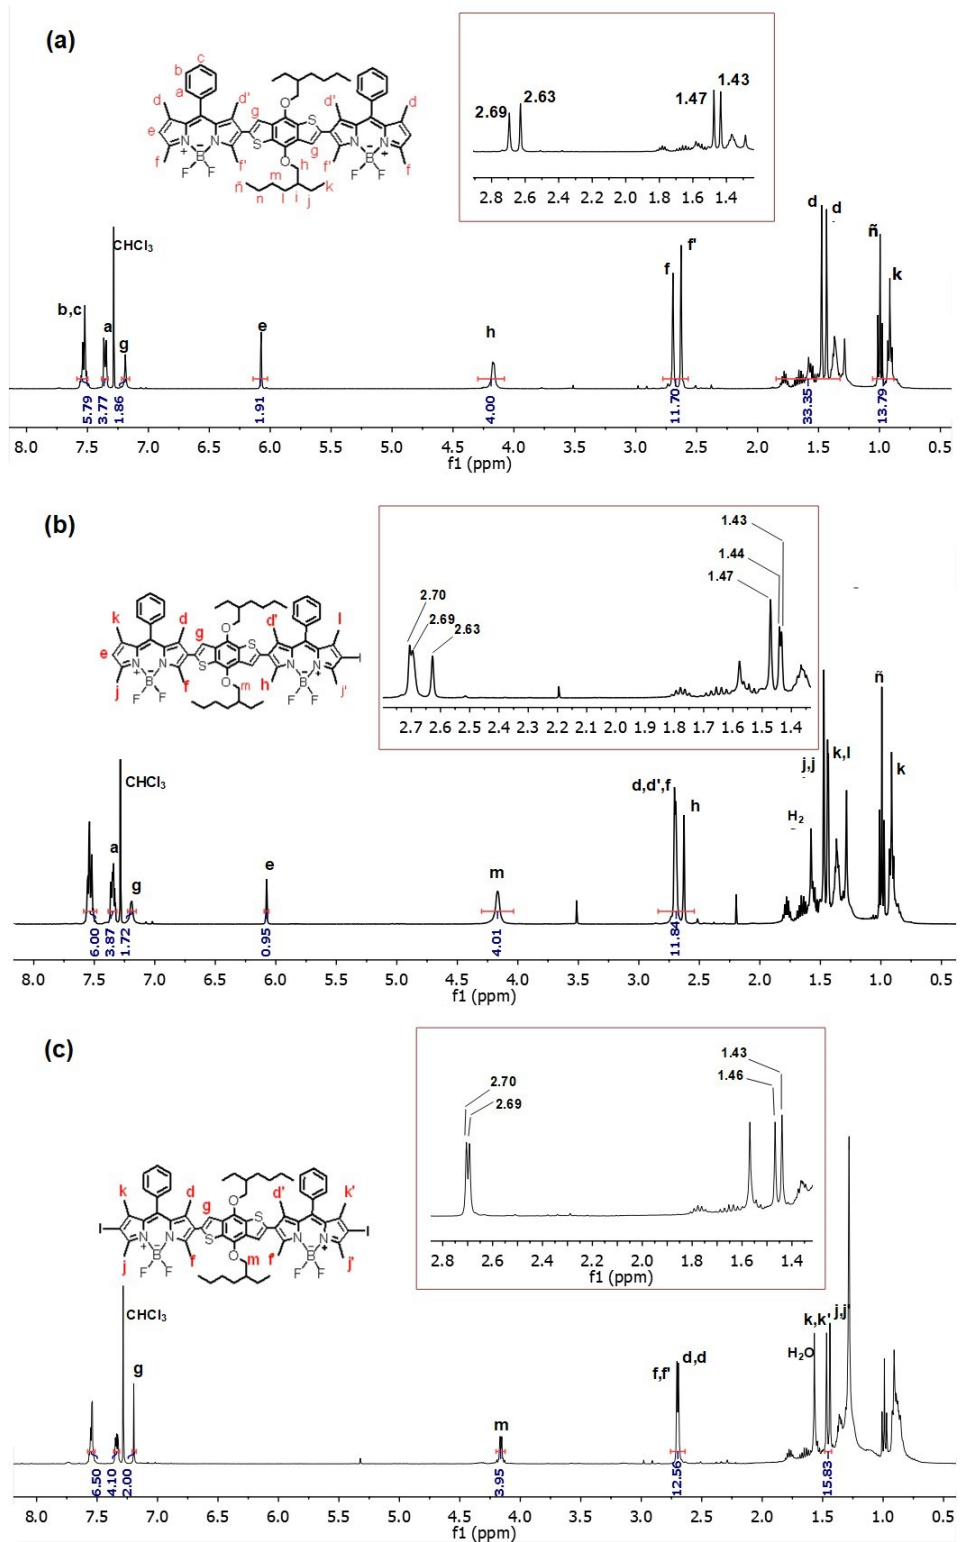 (a)
c
b
a
d
d'
d'
d
g
O
S
S
g
O
e
N
N
N
N
+
B
-
+
B
-
f
F
F
f'
f'
F
F
f
h
m
k
ñ
n
l
i
j
2.69
2.63
1.47
1.43
2.8 2.6 2.4 2.2 2.0 1.8 1.6 1.4
b,c
a
CHCl3
g
e
h
f
f'
d
d
ñ
k
5.79
3.77
1.86
1.91
4.00
11.70
33.35
13.79
8.0 7.5 7.0 6.5 6.0 5.5 5.0 4.5 4.0 3.5 3.0 2.5 2.0 1.5 1.0 0.5
f1 (ppm)
(b)
k
d
g
O
S
S
O
d'
l
e
N
N
N
N
I
+
B
-
+
B
-
j
F
F
f
m
h
F
F
j'
2.70
2.69
2.63
1.43
1.44
1.47
2.7 2.6 2.5 2.4 2.3 2.2 2.1 2.0 1.9 1.8 1.7 1.6 1.5 1.4
a
CHCl3
g
e
m
d,d',f
h
H2
j,j
k,l
ñ
k
6.00
3.87
1.72
0.95
4.01
11.84
8.0 7.5 7.0 6.5 6.0 5.5 5.0 4.5 4.0 3.5 3.0 2.5 2.0 1.5 1.0 0.5
f1 (ppm)
(c)
k
d
g
O
S
S
O
d'
k'
I
N
N
N
N
I
+
B
-
+
B
-
j
F
F
f
m
f'
F
F
j'
2.70
2.69
1.43
1.46
2.8 2.6 2.4 2.2 2.0 1.8 1.6 1.4
f1 (ppm)
CHCl3
g
m
f,f'
d,d
H2O
k,k'
j,j'
6.50
4.10
2.00
3.95
12.56
15.83
8.0 7.5 7.0 6.5 6.0 5.5 5.0 4.5 4.0 3.5 3.0 2.5 2.0 1.5 1.0 0.5
f1 (ppm)